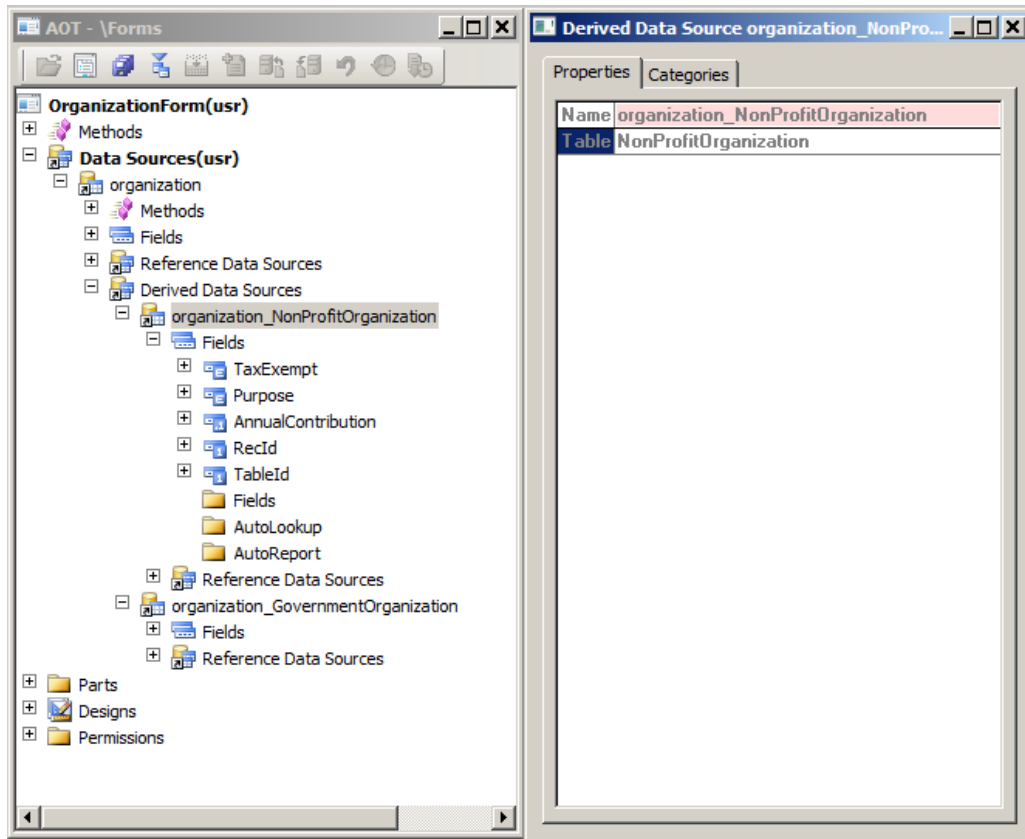 AOT - \Forms
OrganizationForm(usr)
Methods
Data Sources(usr)
organization
Methods
Fields
Reference Data Sources
Derived Data Sources
organization_NonProfitOrganization
Fields
TaxExempt
Purpose
AnnualContribution
RecId
TableId
Fields
AutoLookup
AutoReport
Reference Data Sources
organization_GovernmentOrganization
Fields
Reference Data Sources
Parts
Designs
Permissions
Derived Data Source organization_NonPro...
Properties Categories
Name organization_NonProfitOrganization
Table NonProfitOrganization